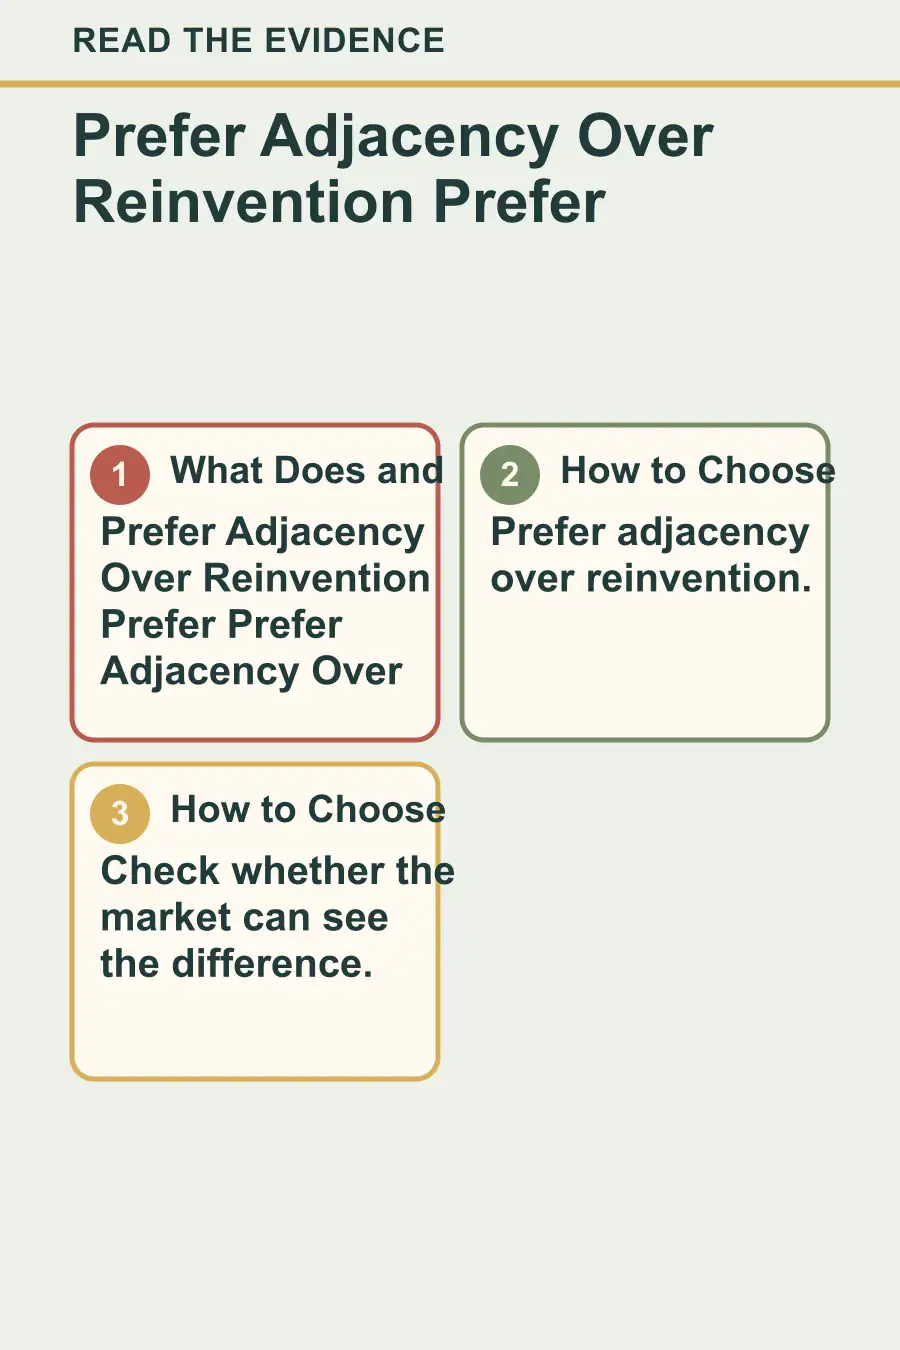 READ THE EVIDENCE
Prefer Adjacency Over
Reinvention Prefer
1
What Does and
Prefer Adjacency
Over Reinvention
Prefer Prefer
Adjacency Over
2
How to Choose
Prefer adjacency
over reinvention.
3
How to Choose
Check whether the
market can see
the difference.